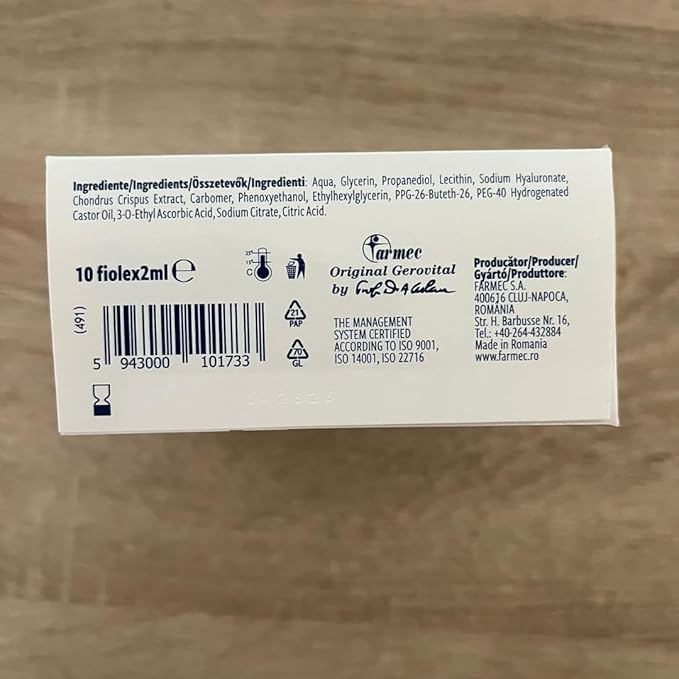 Ingrediente/Ingredients/Összetevők/Ingredienti: Aqua, Glycerin, Propanediol, Lecithin, Sodium Hyaluronate,
Chondrus Crispus Extract, Carbomer, Phenoxyethanol, Ethylhexylglycerin, PPG-26-Buteth-26, PEG-40 Hydrogenated
Castor Oil, 3-O-Ethyl Ascorbic Acid, Sodium Citrate, Citric Acid.
10 fiolex2ml ℮
25°
15°
C
(491)
5 943000 101733
21
PAP
70
GL
farmec
Original Gerovital
by
THE MANAGEMENT
SYSTEM CERTIFIED
ACCORDING TO ISO 9001,
ISO 14001, ISO 22716
Producător/Producer/
Gyártó/Produttore:
FARMEC S.A.
400616 CLUJ-NAPOCA,
ROMANIA
Str. H. Barbusse Nr. 16,
Tel.: +40-264-432884
Made in Romania
www.farmec.ro